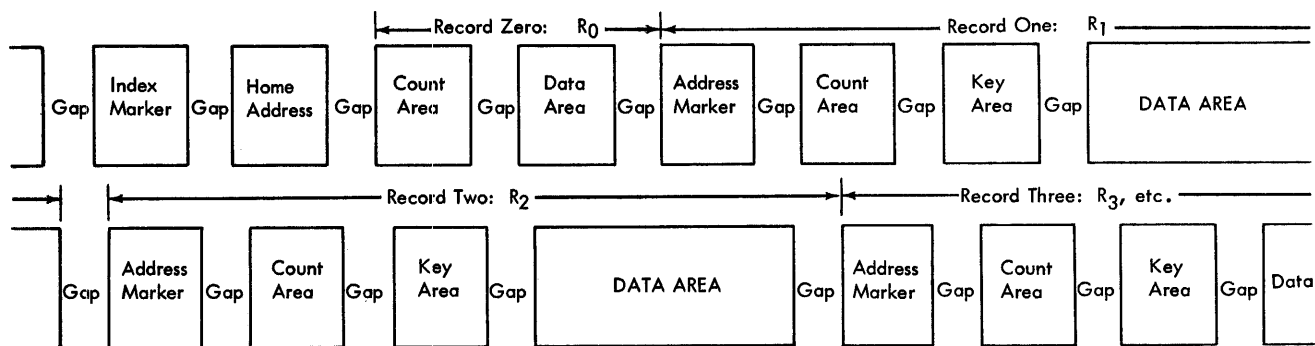 Record Zero: R0 Record One: R1
Gap Index Marker Gap Home Address Gap Count Area Gap Data Area Gap Address Marker Gap Count Area Gap Key Area Gap DATA AREA
Record Two: R2 Record Three: R3, etc.
Gap Address Marker Gap Count Area Gap Key Area Gap DATA AREA Gap Address Marker Gap Count Area Gap Key Area Gap Data